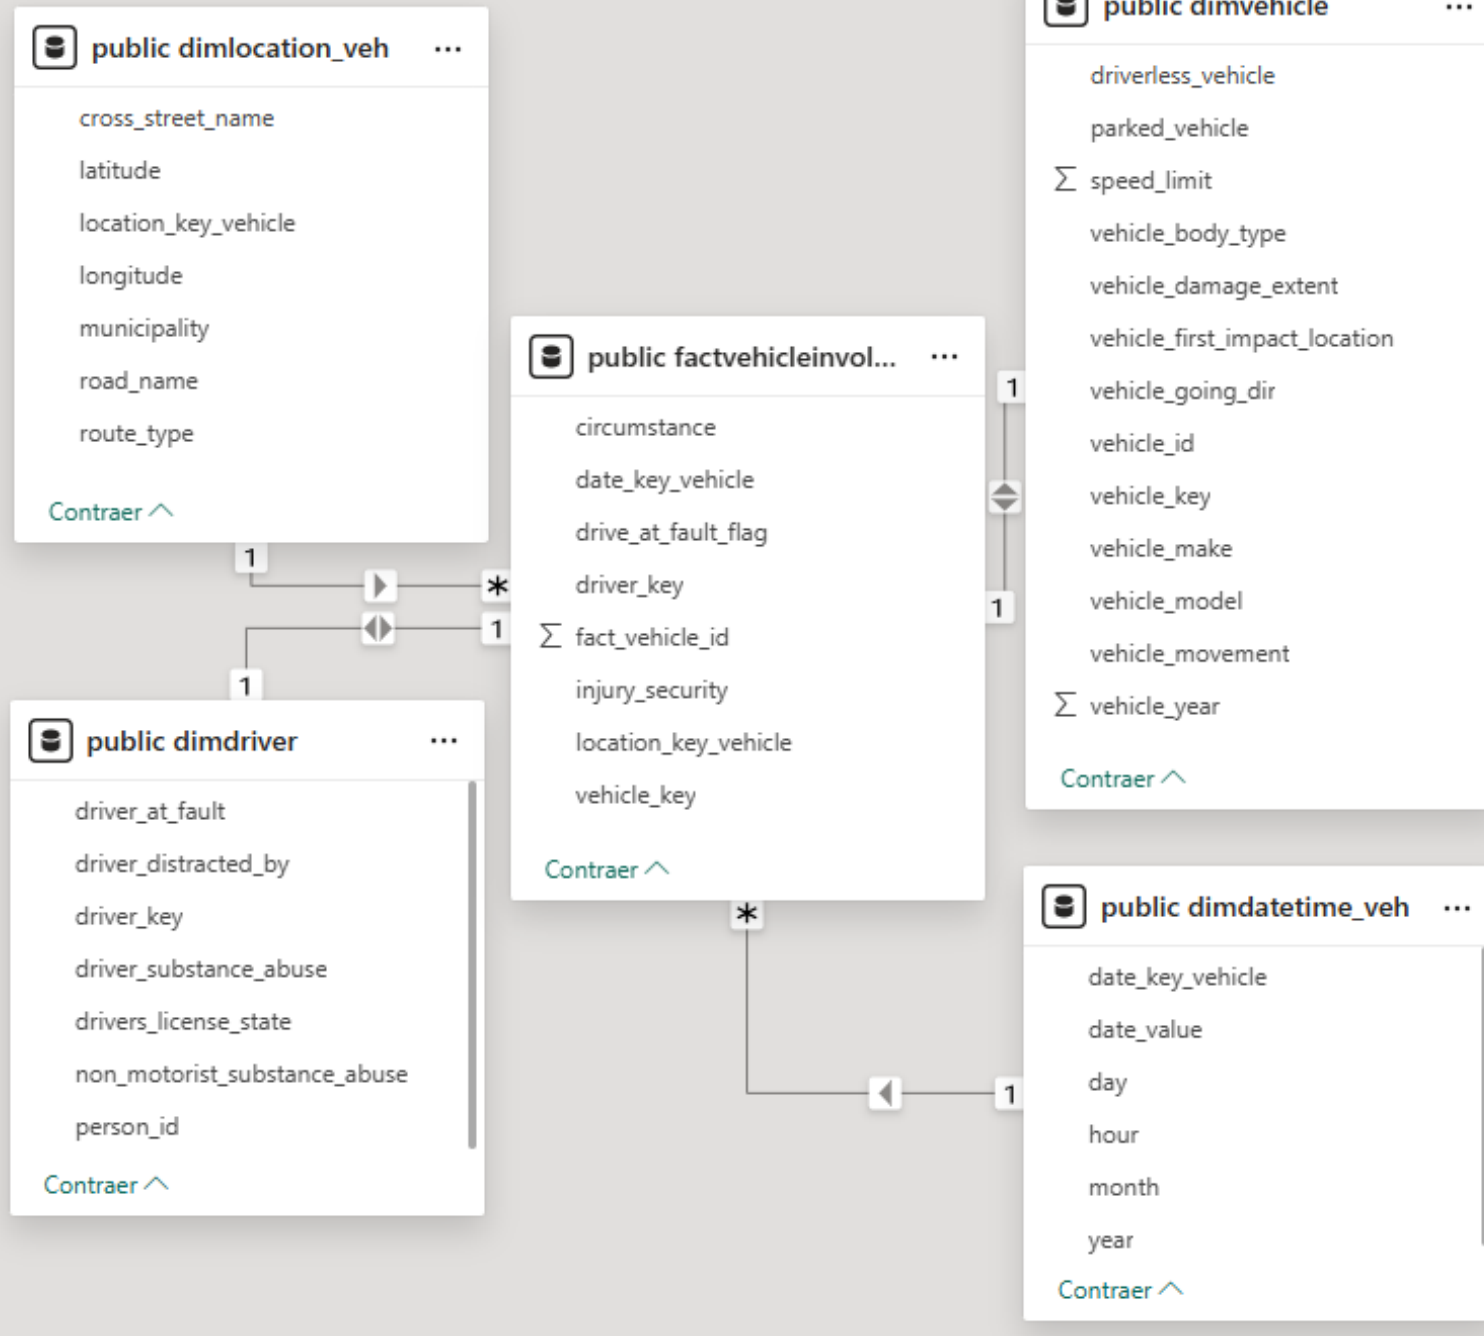 public dimlocation_veh ...
cross_street_name
latitude
location_key_vehicle
longitude
municipality
road_name
route_type
Contraer
1
*
1
1
public dimdriver ...
driver_at_fault
driver_distracted_by
driver_key
driver_substance_abuse
drivers_license_state
non_motorist_substance_abuse
person_id
Contraer
public factvehicleinvol... ...
circumstance
date_key_vehicle
drive_at_fault_flag
driver_key
Σ fact_vehicle_id
injury_security
location_key_vehicle
vehicle_key
Contraer
*
1
1
1
public dimvehicle ...
driverless_vehicle
parked_vehicle
Σ speed_limit
vehicle_body_type
vehicle_damage_extent
vehicle_first_impact_location
vehicle_going_dir
vehicle_id
vehicle_key
vehicle_make
vehicle_model
vehicle_movement
Σ vehicle_year
Contraer
public dimdatetime_veh ...
date_key_vehicle
date_value
day
hour
month
year
Contraer